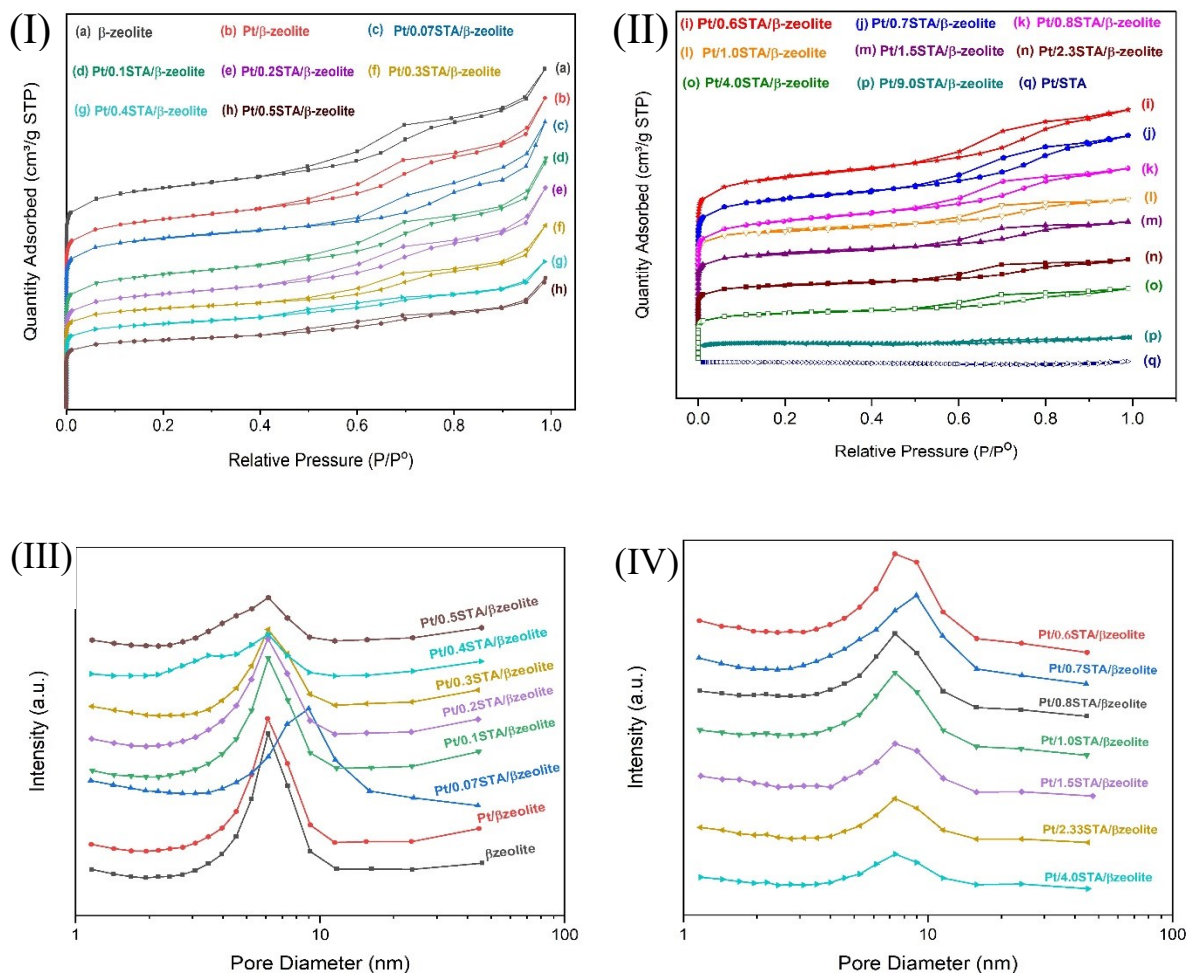 (I)
(a) β-zeolite (b) Pt/β-zeolite (c) Pt/0.07STA/β-zeolite
(d) Pt/0.1STA/β-zeolite (e) Pt/0.2STA/β-zeolite (f) Pt/0.3STA/β-zeolite
(g) Pt/0.4STA/β-zeolite (h) Pt/0.5STA/β-zeolite
(a)
(b)
(c)
(d)
(e)
(f)
(g)
(h)
Quantity Adsorbed (cm³/g STP)
0.0 0.2 0.4 0.6 0.8 1.0
Relative Pressure (P/Pº)
(II)
(i) Pt/0.6STA/β-zeolite (j) Pt/0.7STA/β-zeolite (k) Pt/0.8STA/β-zeolite
(l) Pt/1.0STA/β-zeolite (m) Pt/1.5STA/β-zeolite (n) Pt/2.3STA/β-zeolite
(o) Pt/4.0STA/β-zeolite (p) Pt/9.0STA/β-zeolite (q) Pt/STA
(i)
(j)
(k)
(l)
(m)
(n)
(o)
(p)
(q)
Quantity Adsorbed (cm³/g STP)
0.0 0.2 0.4 0.6 0.8 1.0
Relative Pressure (P/PO)
(III)
Pt/0.5STA/βzeolite
Pt/0.4STA/βzeolite
Pt/0.3STA/βzeolite
Pt/0.2STA/βzeolite
Pt/0.1STA/βzeolite
Pt/0.07STA/βzeolite
Pt/βzeolite
βzeolite
Intensity (a.u.)
1 10 100
Pore Diameter (nm)
(IV)
Pt/0.6STA/βzeolite
Pt/0.7STA/βzeolite
Pt/0.8STA/βzeolite
Pt/1.0STA/βzeolite
Pt/1.5STA/βzeolite
Pt/2.33STA/βzeolite
Pt/4.0STA/βzeolite
Intensity (a.u.)
1 10 100
Pore Diameter (nm)